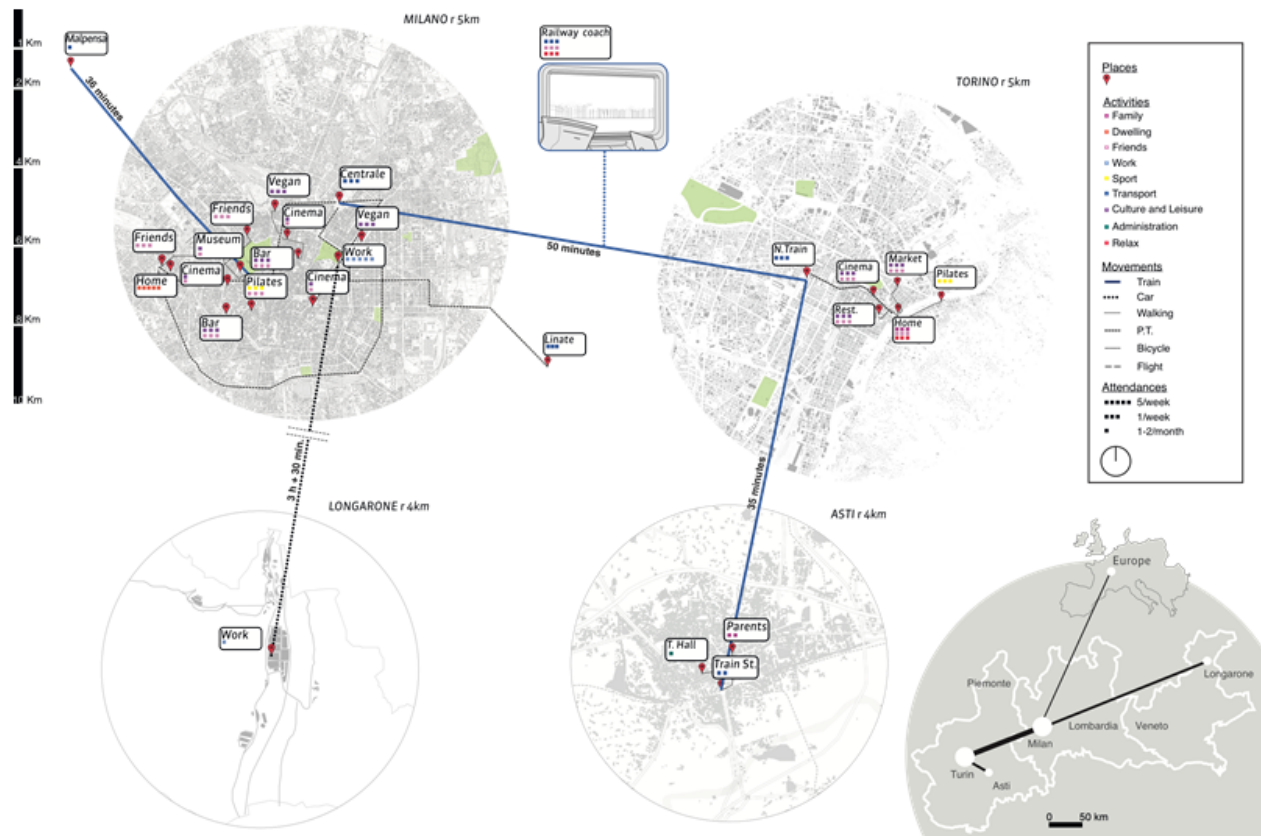 MILANO r 5km
Railway coach
Malpensa
1 Km
2 Km
36 minutes
TORINO r 5km
Places
Activities
Family
Dwelling
Friends
Work
Sport
Transport
Culture and Leisure
Administration
Relax
Movements
Train
Car
Walking
P.T.
Bicycle
Flight
Attendances
5/week
1/week
1-2/month
4 Km
Vegan
Centrale
Friends
Cinema
Vegan
6Km
Friends
Museum
Bar
Work
50 minutes
N.Train
Cinema
Market
Pilates
Home
Cinema
Pilates
Cinema
Rest.
Home
8 Km
Bar
Linate
10 Km
3 h + 30 min.
35 minutes
LONGARONE r 4km
ASTI r 4km
Work
Parents
T. Hall
Train St.
Europe
Longarone
Piemonte
Lombardia
Veneto
Milan
Turin
Asti
0 50 km